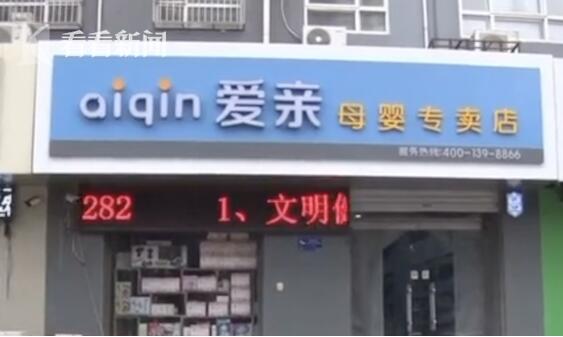 看看新闻
aiqin 爱亲 母婴专卖店
服务热线:400-139-8866
282 1、文明